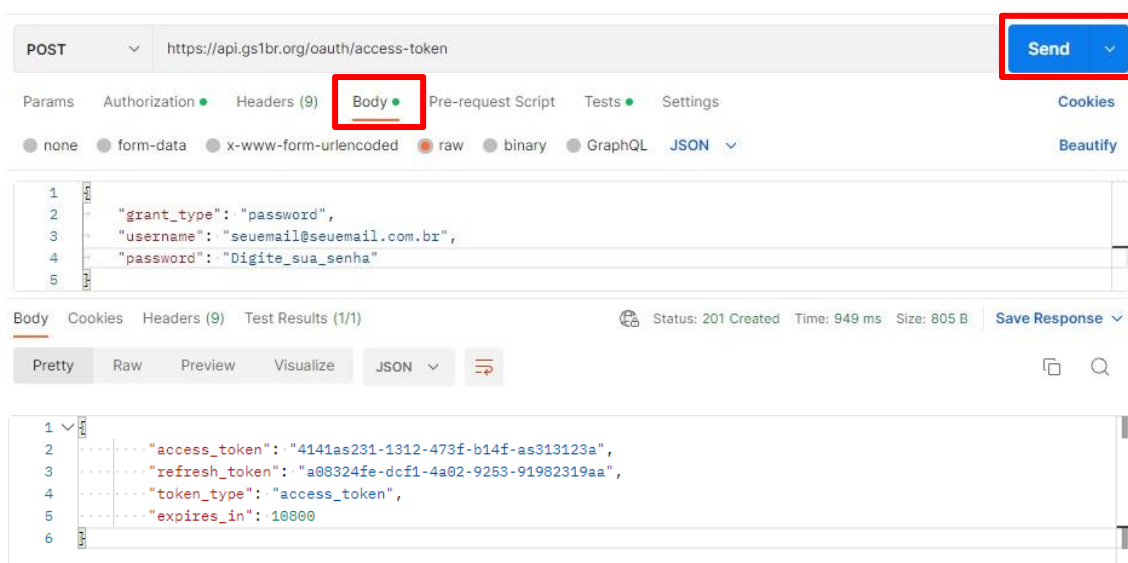 POST https://api.gs1br.org/oauth/access-token Send
Params Authorization Headers (9) Body Pre-request Script Tests Settings Cookies
none form-data x-www-form-urlencoded raw binary GraphQL JSON Beautify
1 {
2 "grant_type": "password",
3 "username": "seuemail@seuemail.com.br",
4 "password": "Digite_sua_senha"
5 }
Body Cookies Headers (9) Test Results (1/1) Status: 201 Created Time: 949 ms Size: 805 B Save Response
Pretty Raw Preview Visualize JSON
1 {
2 "access_token": "4141as231-1312-473f-b14f-as313123a",
3 "refresh_token": "a08324fe-dcf1-4a02-9253-91982319aa",
4 "token_type": "access_token",
5 "expires_in": 10800
6 }